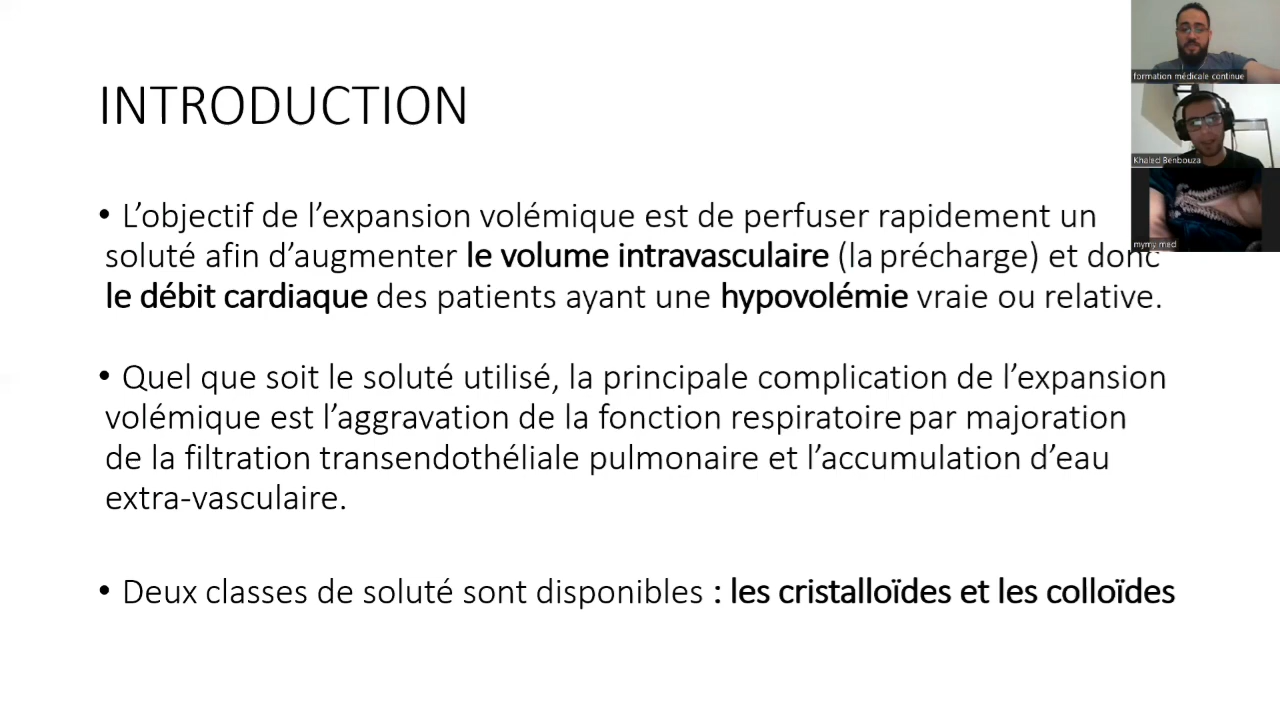 INTRODUCTION
• L’objectif de l’expansion volémique est de perfuser rapidement un
soluté afin d’augmenter le volume intravasculaire (la précharge) et donc
le débit cardiaque des patients ayant une hypovolémie vraie ou relative.
• Quel que soit le soluté utilisé, la principale complication de l’expansion
volémique est l’aggravation de la fonction respiratoire par majoration
de la filtration transendothéliale pulmonaire et l’accumulation d’eau
extra-vasculaire.
• Deux classes de soluté sont disponibles : les cristalloïdes et les colloïdes
formation médicale continue
Khaled Benbouza
mymy med